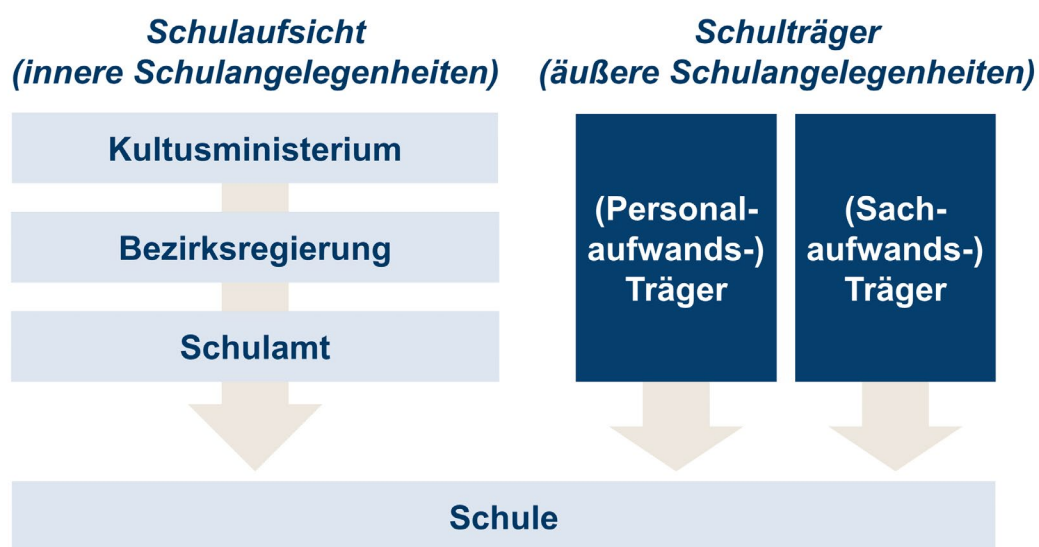 Schulaufsicht
(innere Schulangelegenheiten)
Kultusministerium
Bezirksregierung
Schulamt
Schulträger
(äußere Schulangelegenheiten)
(Personal-
aufwands-)
Träger
(Sach-
aufwands-)
Träger
Schule